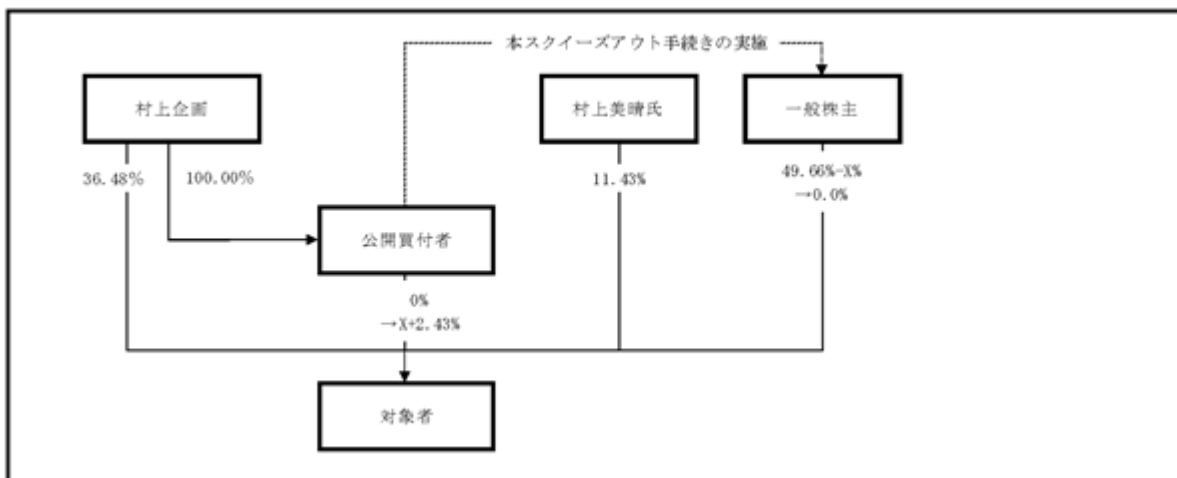 本スクイーズアウト手続きの実施
村上企画
村上美晴氏
一般株主
36.48%
100.00%
11.43%
49.66%-X%
→0.0%
公開買付者
0%
→X+2.43%
対象者